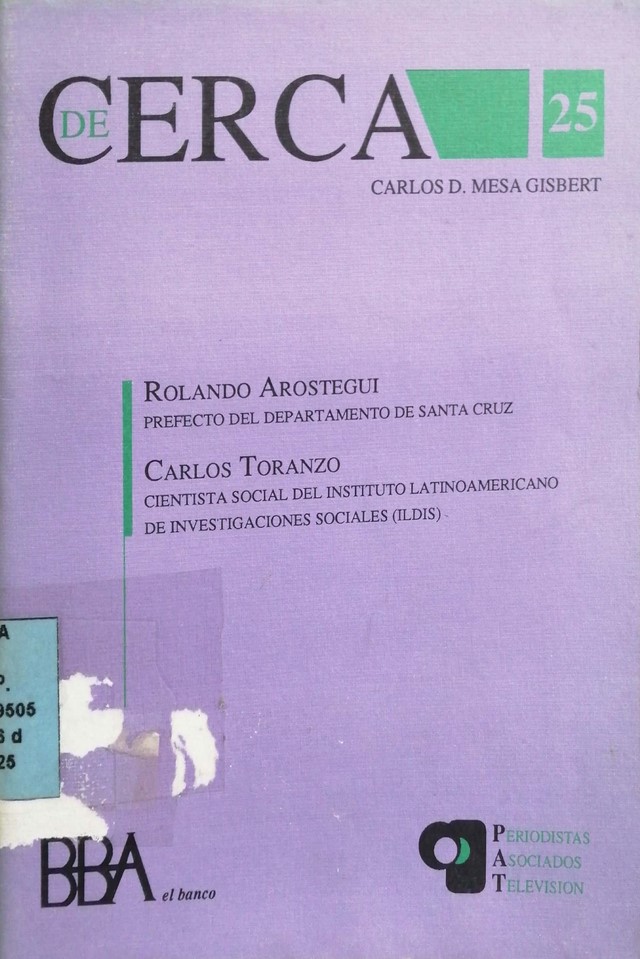 DE CERCA 25
CARLOS D. MESA GISBERT
ROLANDO AROSTEGUI
PREFECTO DEL DEPARTAMENTO DE SANTA CRUZ
CARLOS TORANZO
CIENTISTA SOCIAL DEL INSTITUTO LATINOAMERICANO
DE INVESTIGACIONES SOCIALES (ILDIS)
A
P.
9505
6 d
25
BBA el banco
PERIODISTAS
ASOCIADOS
TELEVISION